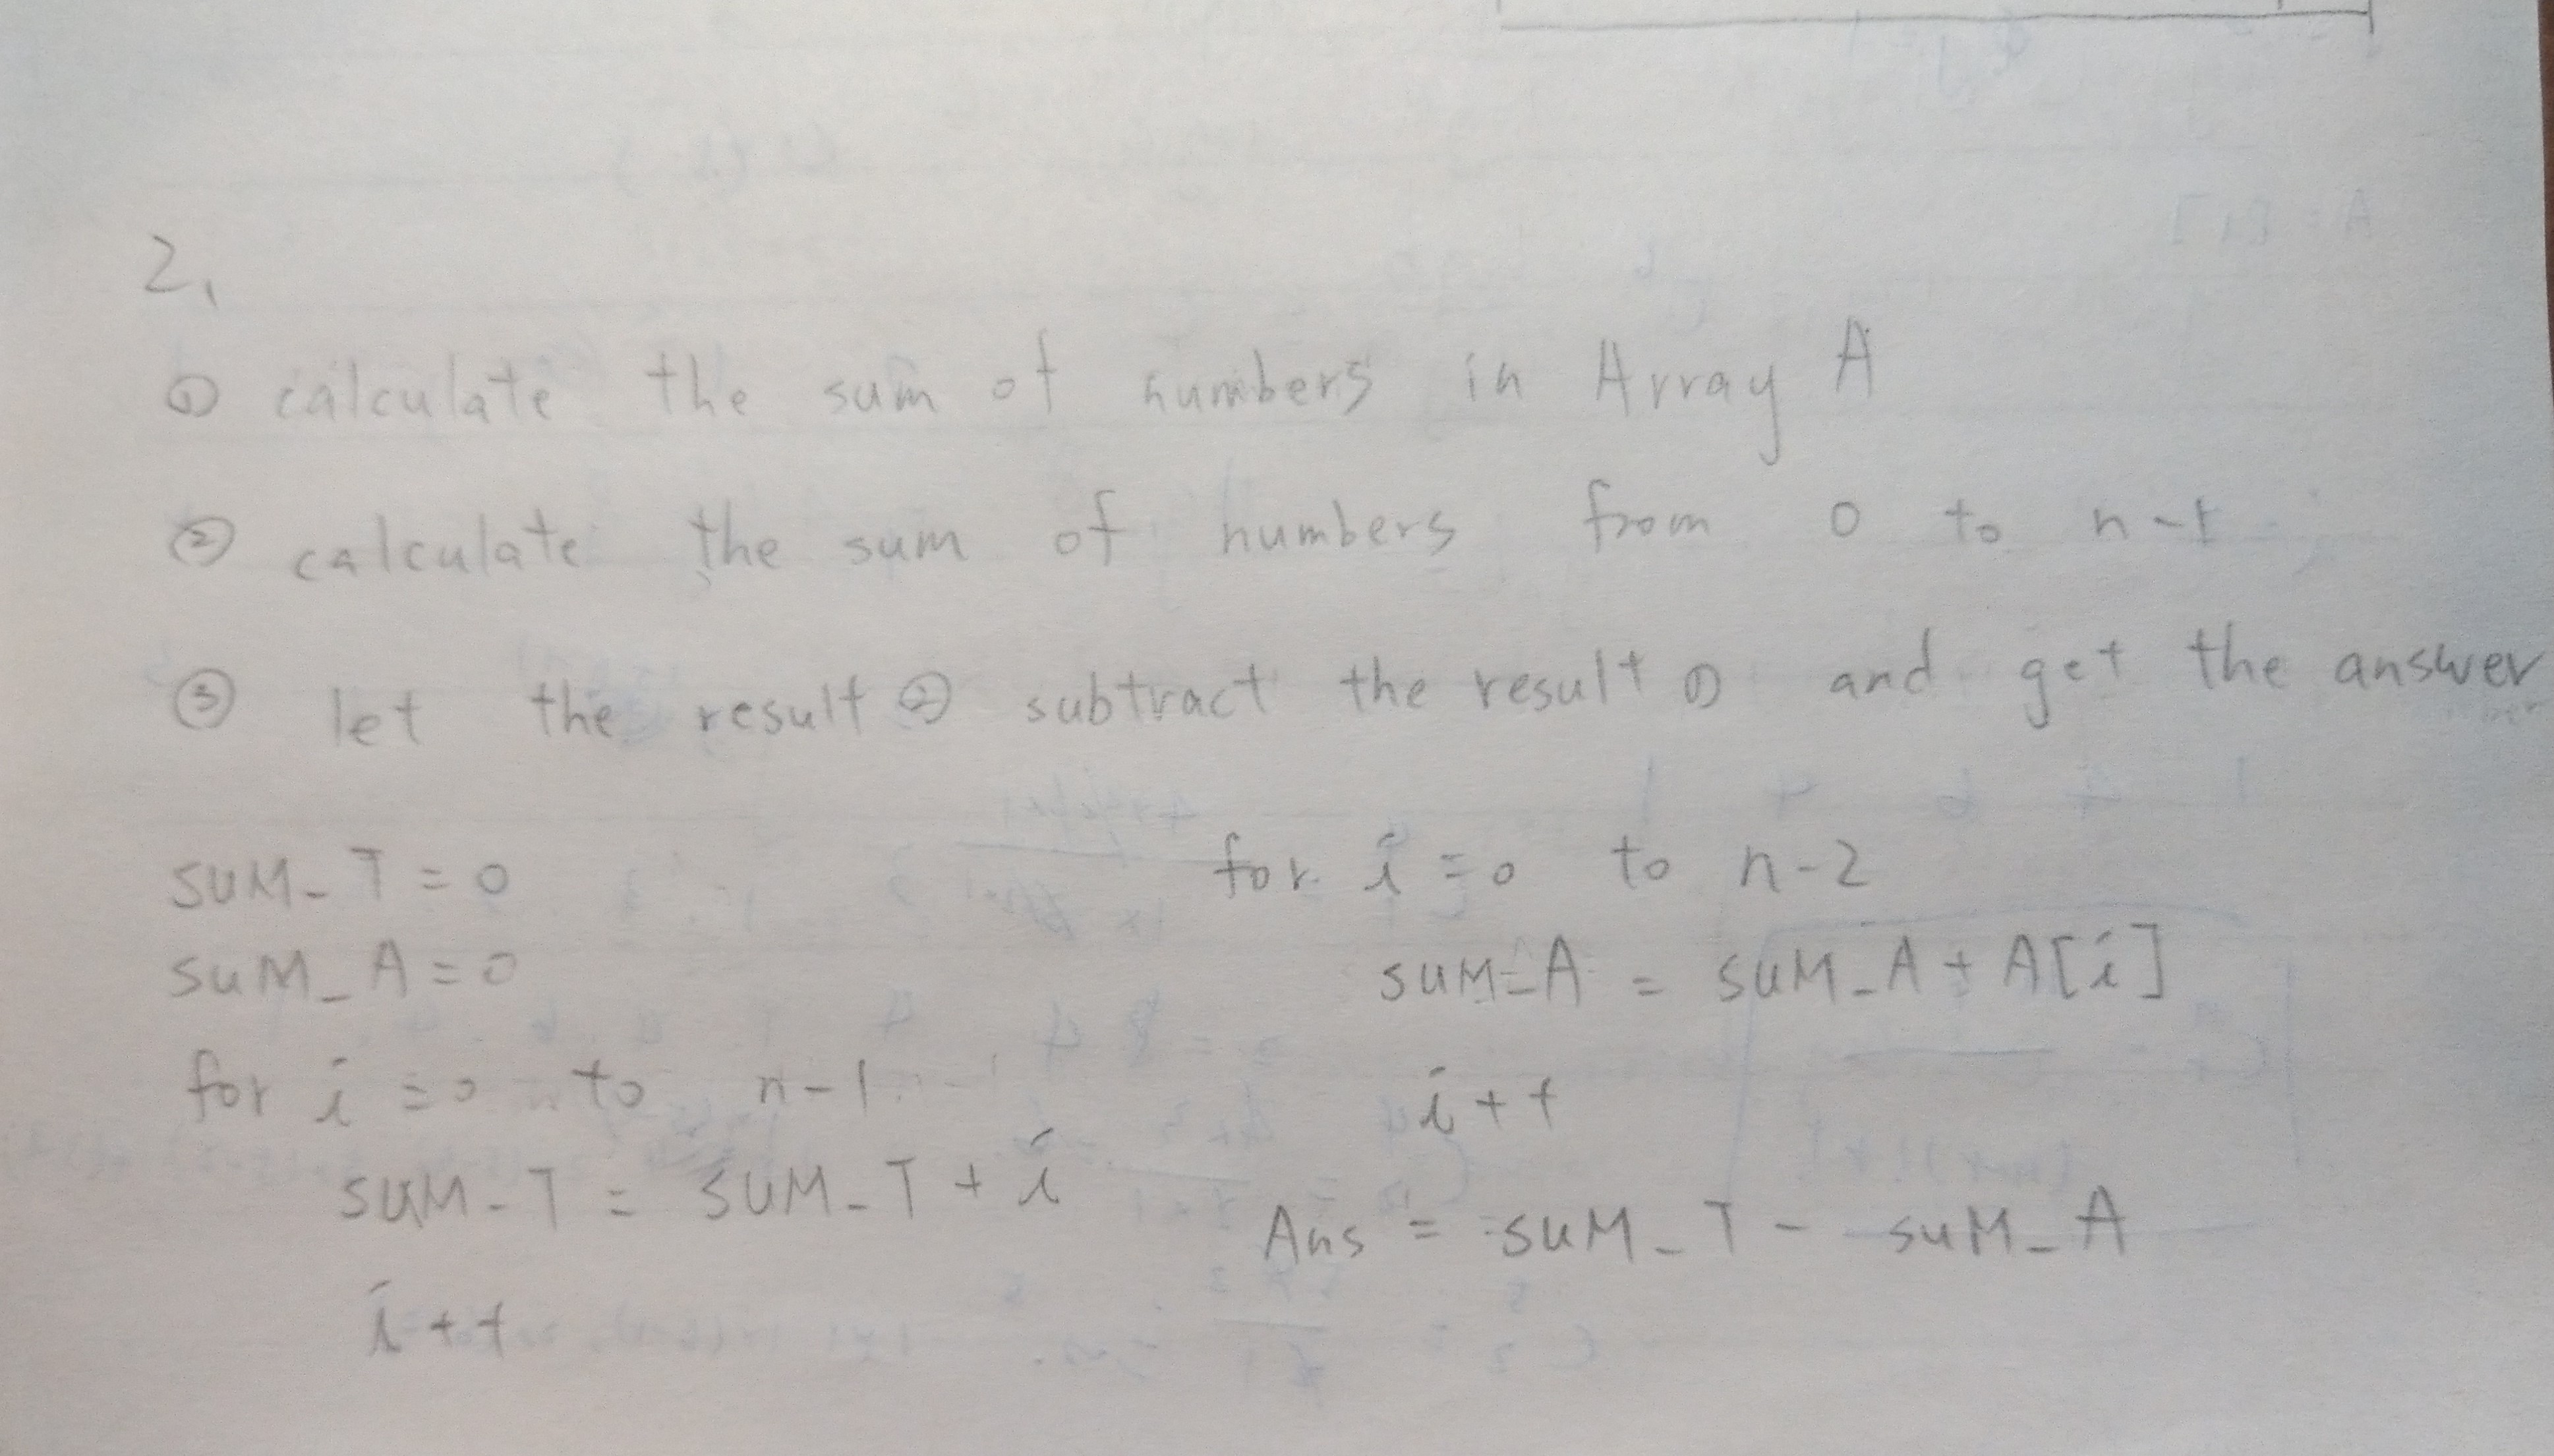 2.
① calculate the sum of numbers in Array A
② calculate the sum of numbers from 0 to n-1
③ let the result ② subtract the result ① and get the answer
SUM_T = 0
SUM_A = 0
for i = 0 to n-1
SUM_T = SUM_T + i
i++
for i = 0 to n-2
SUM_A = SUM_A + A[i]
i++
Ans = SUM_T - SUM_A